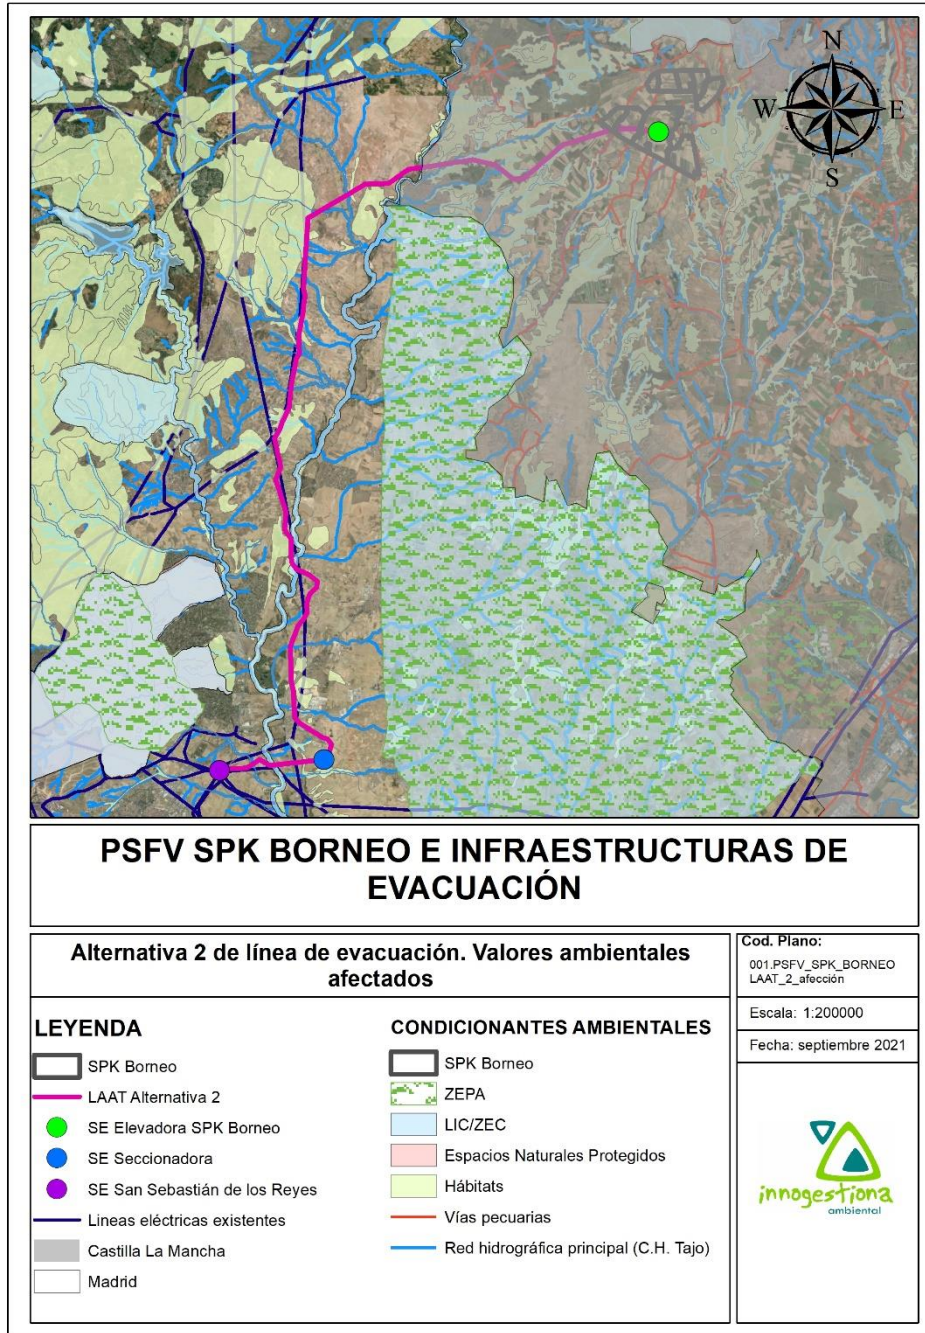 N
W
E
S
PSFV SPK BORNEO E INFRAESTRUCTURAS DE
EVACUACIÓN
Alternativa 2 de línea de evacuación. Valores ambientales
afectados
Cod. Plano:
001.PSFV_SPK_BORNEO
LAAT_2_afección
Escala: 1:200000
Fecha: septiembre 2021
LEYENDA
SPK Borneo
LAAT Alternativa 2
SE Elevadora SPK Borneo
SE Seccionadora
SE San Sebastián de los Reyes
Lineas eléctricas existentes
Castilla La Mancha
Madrid
CONDICIONANTES AMBIENTALES
SPK Borneo
ZEPA
LIC/ZEC
Espacios Naturales Protegidos
Hábitats
Vías pecuarias
Red hidrográfica principal (C.H. Tajo)
innogestiona
ambiental